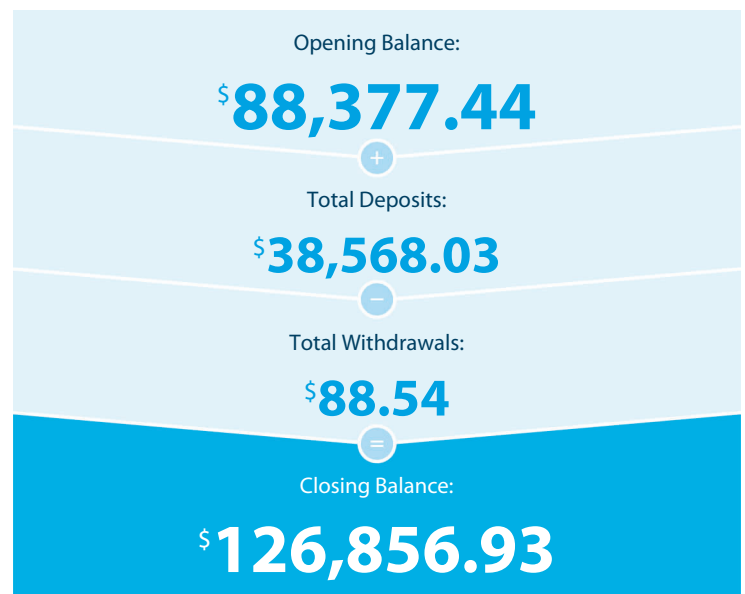 Opening Balance:
$88,377.44
+
Total Deposits:
$38,568.03
−
Total Withdrawals:
$88.54
=
Closing Balance:
$126,856.93